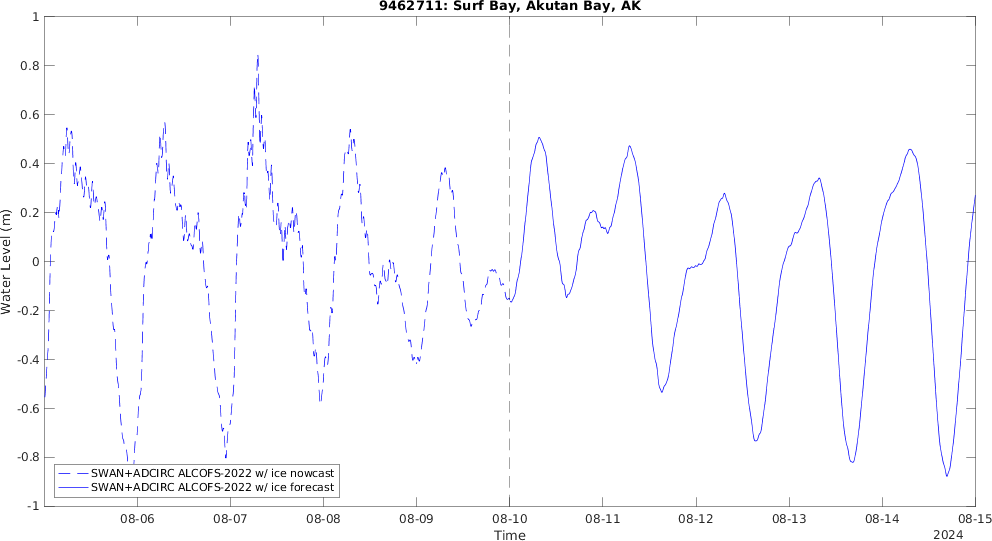 9462711: Surf Bay, Akutan Bay, AK
1
0.8
0.6
0.4
0.2
0
-0.2
-0.4
-0.6
-0.8
-1
Water Level (m)
SWAN+ADCIRC ALCOFS-2022 w/ ice nowcast
SWAN+ADCIRC ALCOFS-2022 w/ ice forecast
08-06 08-07 08-08 08-09 08-10 08-11 08-12 08-13 08-14 08-15
Time
2024